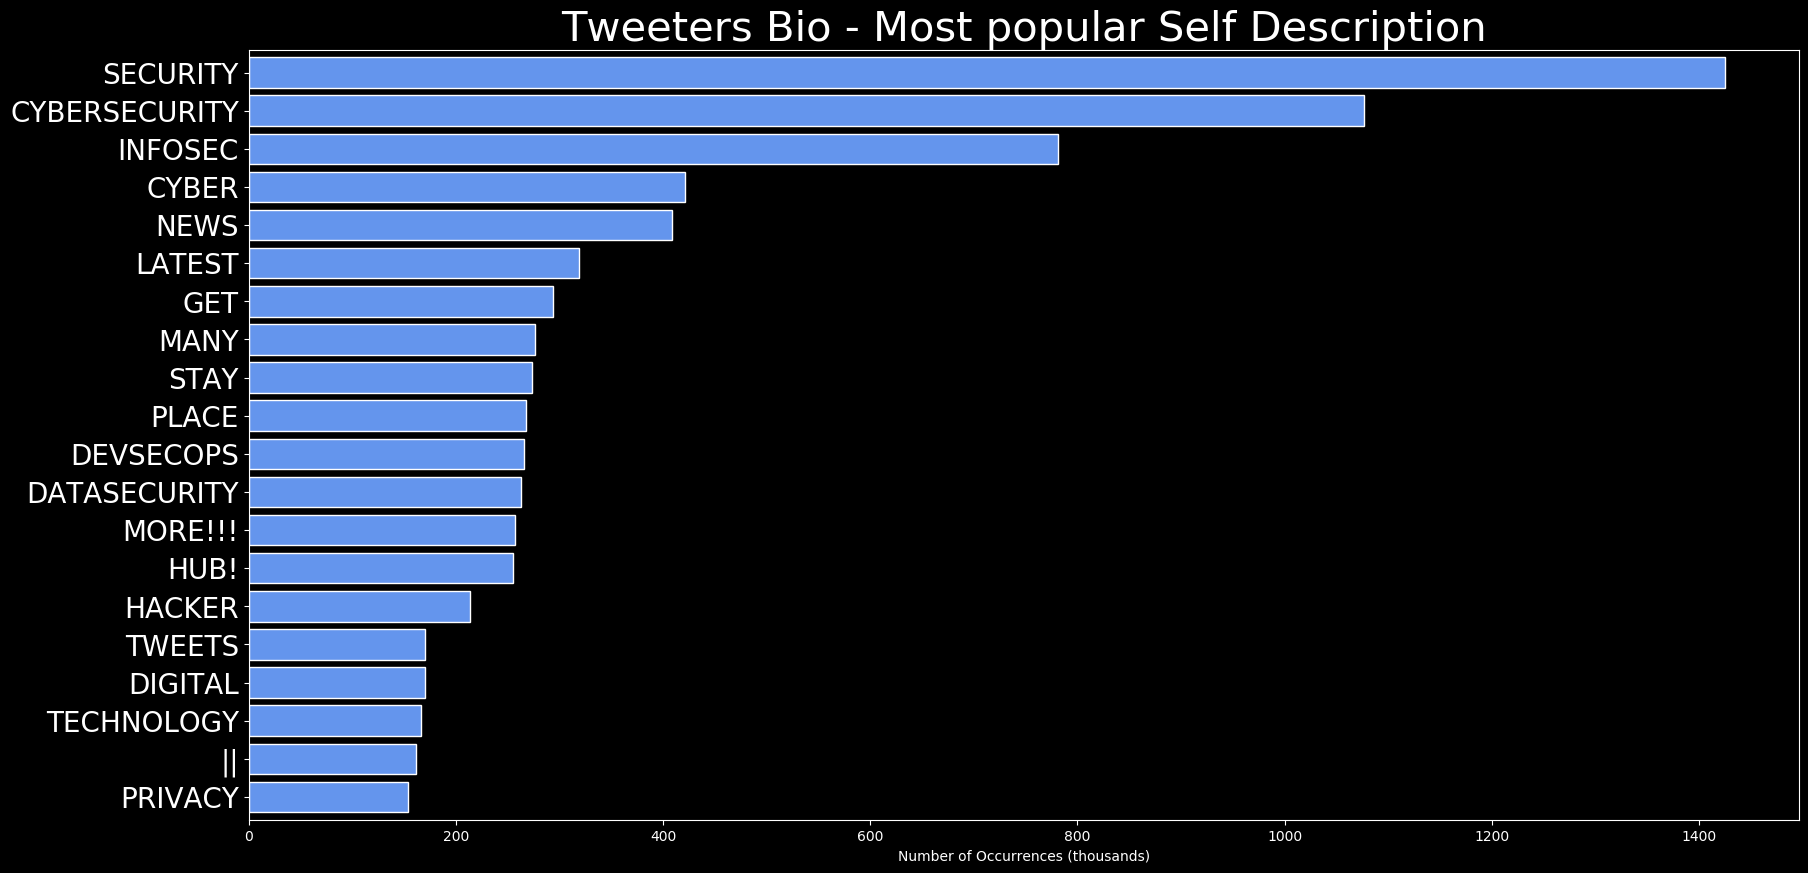 Tweeters Bio - Most popular Self Description
SECURITY
CYBERSECURITY
INFOSEC
CYBER
NEWS
LATEST
GET
MANY
STAY
PLACE
DEVSECOPS
DATASECURITY
MORE!!!
HUB!
HACKER
TWEETS
DIGITAL
TECHNOLOGY
||
PRIVACY
0 200 400 600 800 1000 1200 1400
Number of Occurrences (thousands)